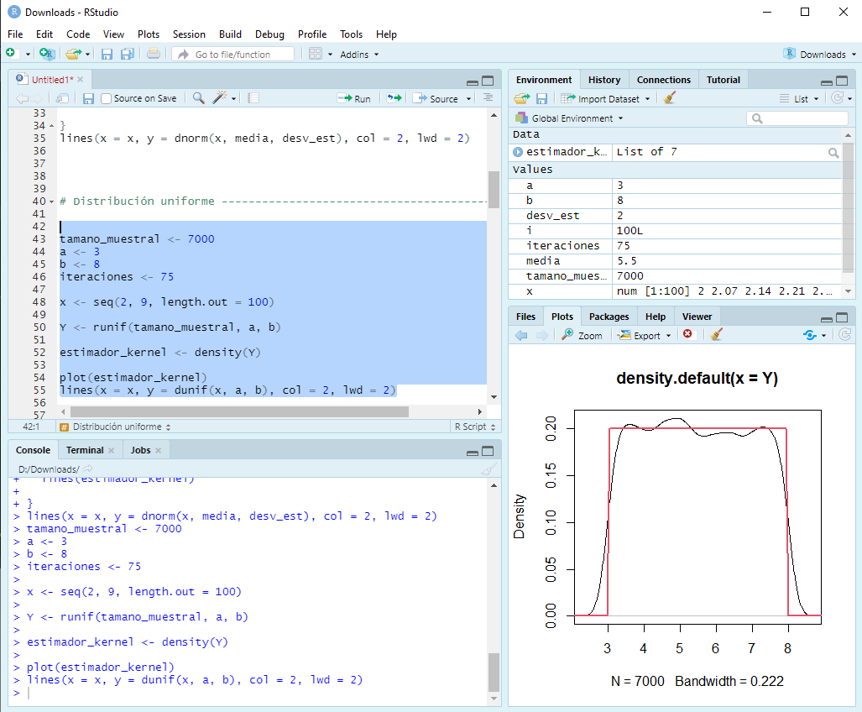 Downloads - RStudio
File Edit Code View Plots Session Build Debug Profile Tools Help
Go to file/function Addins Downloads
Untitled1*
Source on Save Run Source
33
34 }
35 lines(x = x, y = dnorm(x, media, desv_est), col = 2, lwd = 2)
36
37
38
39
40 # Distribución uniforme ----------------------------------------
41
42
43 tamano_muestral <- 7000
44 a <- 3
45 b <- 8
46 iteraciones <- 75
47
48 x <- seq(2, 9, length.out = 100)
49
50 Y <- runif(tamano_muestral, a, b)
51
52 estimador_kernel <- density(Y)
53
54 plot(estimador_kernel)
55 lines(x = x, y = dunif(x, a, b), col = 2, lwd = 2)
56
57
42:1 # Distribución uniforme R Script
Console Terminal Jobs
D:/Downloads/
+ lines(estimador_kernel)
+
+ }
> lines(x = x, y = dnorm(x, media, desv_est), col = 2, lwd = 2)
> tamano_muestral <- 7000
> a <- 3
> b <- 8
> iteraciones <- 75
>
> x <- seq(2, 9, length.out = 100)
>
> Y <- runif(tamano_muestral, a, b)
>
> estimador_kernel <- density(Y)
>
> plot(estimador_kernel)
> lines(x = x, y = dunif(x, a, b), col = 2, lwd = 2)
>
Environment History Connections Tutorial
Import Dataset List
Global Environment
Data
estimador_k… List of 7
Values
a 3
b 8
desv_est 2
i 100L
iteraciones 75
media 5.5
tamano_mues… 7000
x num [1:100] 2 2.07 2.14 2.21 2.…
Files Plots Packages Help Viewer
Zoom Export
density.default(x = Y)
Density
0.20
0.15
0.10
0.05
0.00
3 4 5 6 7 8
N = 7000 Bandwidth = 0.222